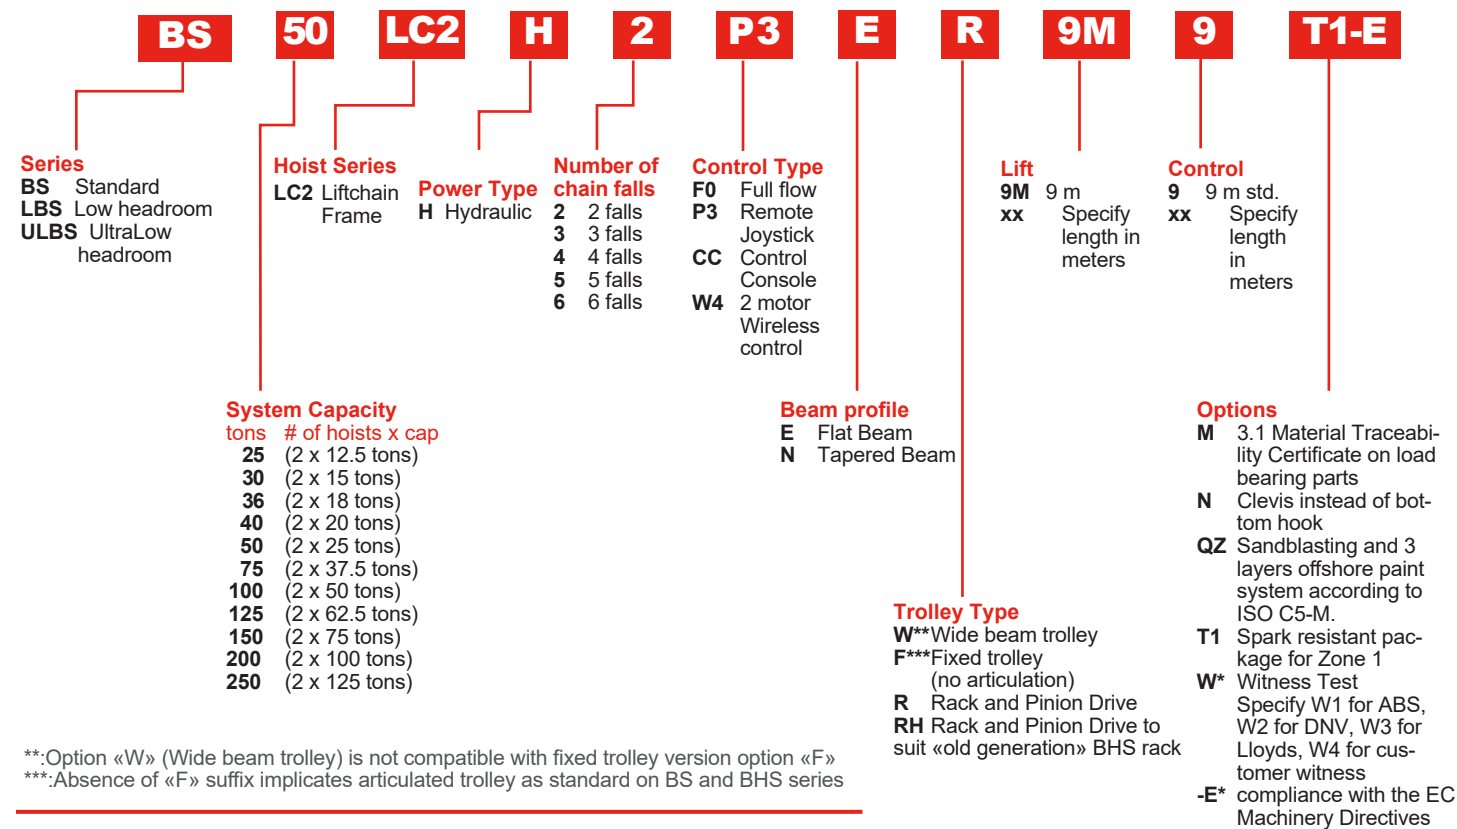 BS 50 LC2 H 2 P3 E R 9M 9 T1-E
Series
BS Standard
LBS Low headroom
ULBS UltraLow
headroom
Hoist Series
LC2 Liftchain
Frame
Power Type
H Hydraulic
Number of
chain falls
2 2 falls
3 3 falls
4 4 falls
5 5 falls
6 6 falls
Control Type
F0 Full flow
P3 Remote
Joystick
CC Control
Console
W4 2 motor
Wireless
control
Lift
9M 9 m
xx Specify
length in
meters
Control
9 9 m std.
xx Specify
length
in
meters
System Capacity
tons # of hoists x cap
25 (2 x 12.5 tons)
30 (2 x 15 tons)
36 (2 x 18 tons)
40 (2 x 20 tons)
50 (2 x 25 tons)
75 (2 x 37.5 tons)
100 (2 x 50 tons)
125 (2 x 62.5 tons)
150 (2 x 75 tons)
200 (2 x 100 tons)
250 (2 x 125 tons)
Beam profile
E Flat Beam
N Tapered Beam
Trolley Type
W**Wide beam trolley
F***Fixed trolley
(no articulation)
R Rack and Pinion Drive
RH Rack and Pinion Drive to
suit «old generation» BHS rack
Options
M 3.1 Material Traceabi-
lity Certificate on load
bearing parts
N Clevis instead of bot-
tom hook
QZ Sandblasting and 3
layers offshore paint
system according to
ISO C5-M.
T1 Spark resistant pac-
kage for Zone 1
W* Witness Test
Specify W1 for ABS,
W2 for DNV, W3 for
Lloyds, W4 for cus-
tomer witness
-E* compliance with the EC
Machinery Directives
**:Option «W» (Wide beam trolley) is not compatible with fixed trolley version option «F»
***:Absence of «F» suffix implicates articulated trolley as standard on BS and BHS series